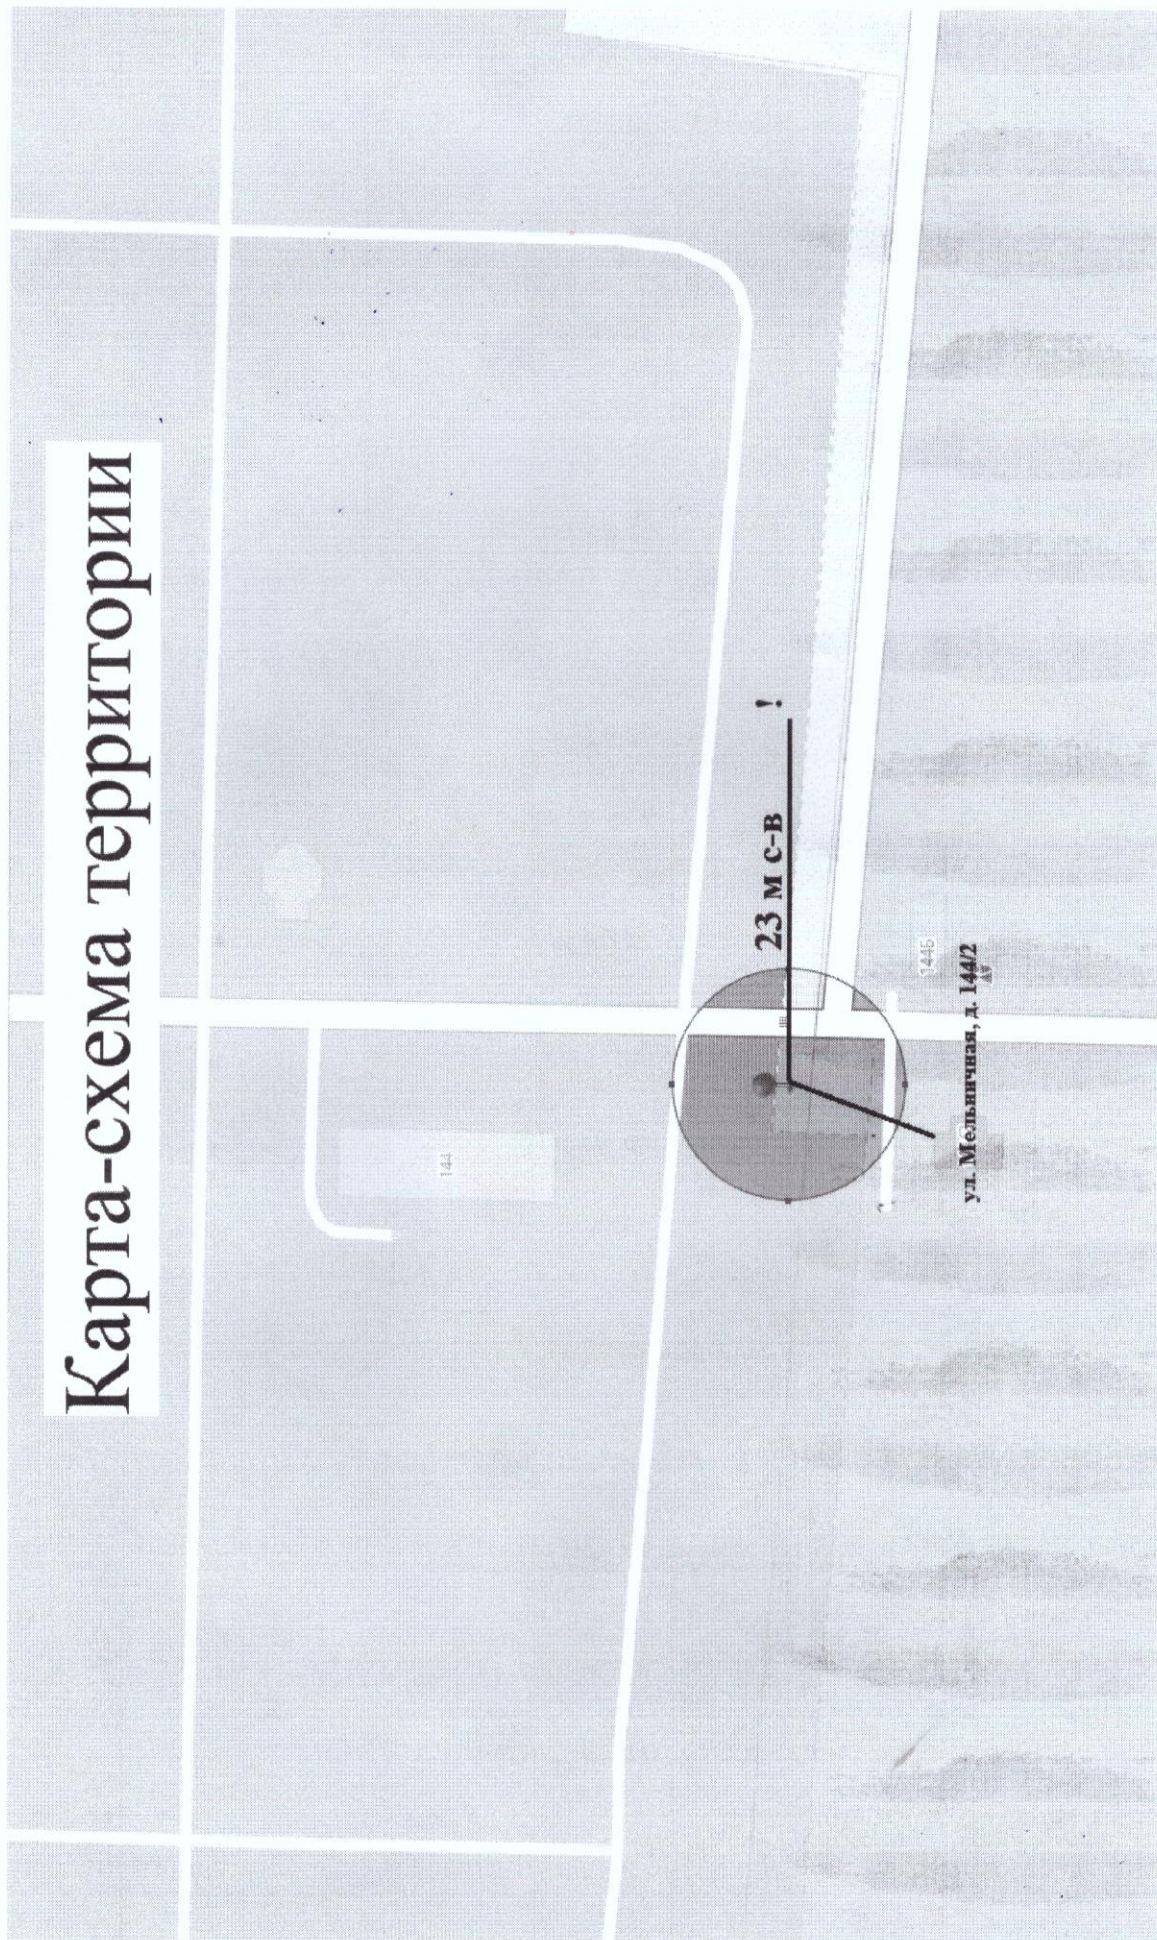 Карта-схема территории
144
23 м с-в
!
144Б
ул. Мельничная, д. 144/2